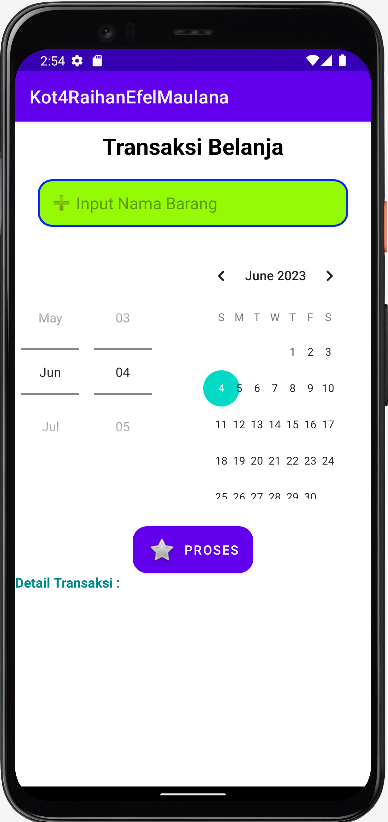 2:54
Kot4RaihanEfelMaulana
Transaksi Belanja
Input Nama Barang
June 2023
May 03
Jun 04
Jul 05
S M T W T F S
1 2 3
4 5 6 7 8 9 10
11 12 13 14 15 16 17
18 19 20 21 22 23 24
25 26 27 28 29 30
PROSES
Detail Transaksi :